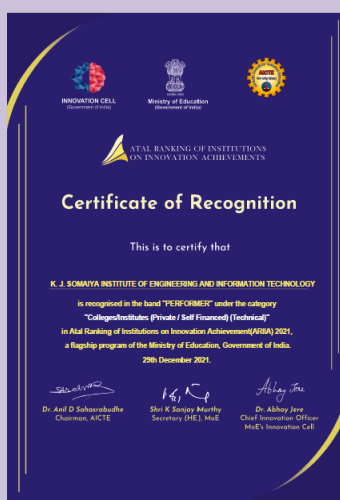 INNOVATION CELL
(Government of India)
Ministry of Education
(Government of India)
AICTE
ATAL RANKING OF INSTITUTIONS
ON INNOVATION ACHIEVEMENTS
Certificate of Recognition
This is to certify that
K. J. SOMAIYA INSTITUTE OF ENGINEERING AND INFORMATION TECHNOLOGY
is recognised in the band "PERFORMER" under the category
"Colleges/Institutes (Private / Self Financed) (Technical)"
in Atal Ranking of Institutions on Innovation Achievement(ARIIA) 2021,
a flagship program of the Ministry of Education, Government of India.
29th December 2021.
Dr. Anil D Sahasrabudhe
Chairman, AICTE
Shri K Sanjay Murthy
Secretary (HE), MoE
Abhay Jere
Dr. Abhay Jere
Chief Innovation Officer
MoE's Innovation Cell